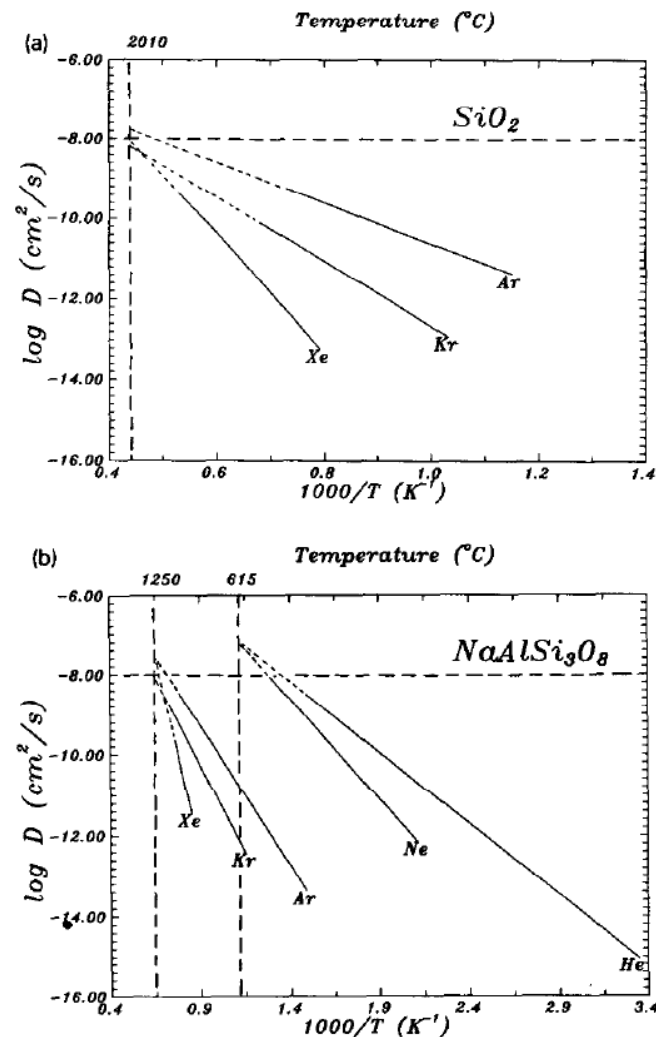 Temperature (°C)
(a)
2010
-6.00
SiO2
-8.00
-10.00
Ar
-12.00
Kr
Xe
-14.00
-16.00
log D (cm²/s)
0.4 0.6 0.8 1.0 1.2 1.4
1000/T (K⁻¹)
(b)
Temperature (°C)
1250 615
-6.00
NaAlSi3O8
-8.00
-10.00
Xe
-12.00
Kr
Ne
Ar
-14.00
He
-16.00
log D (cm²/s)
0.4 0.9 1.4 1.9 2.4 2.9 3.4
1000/T (K⁻¹)